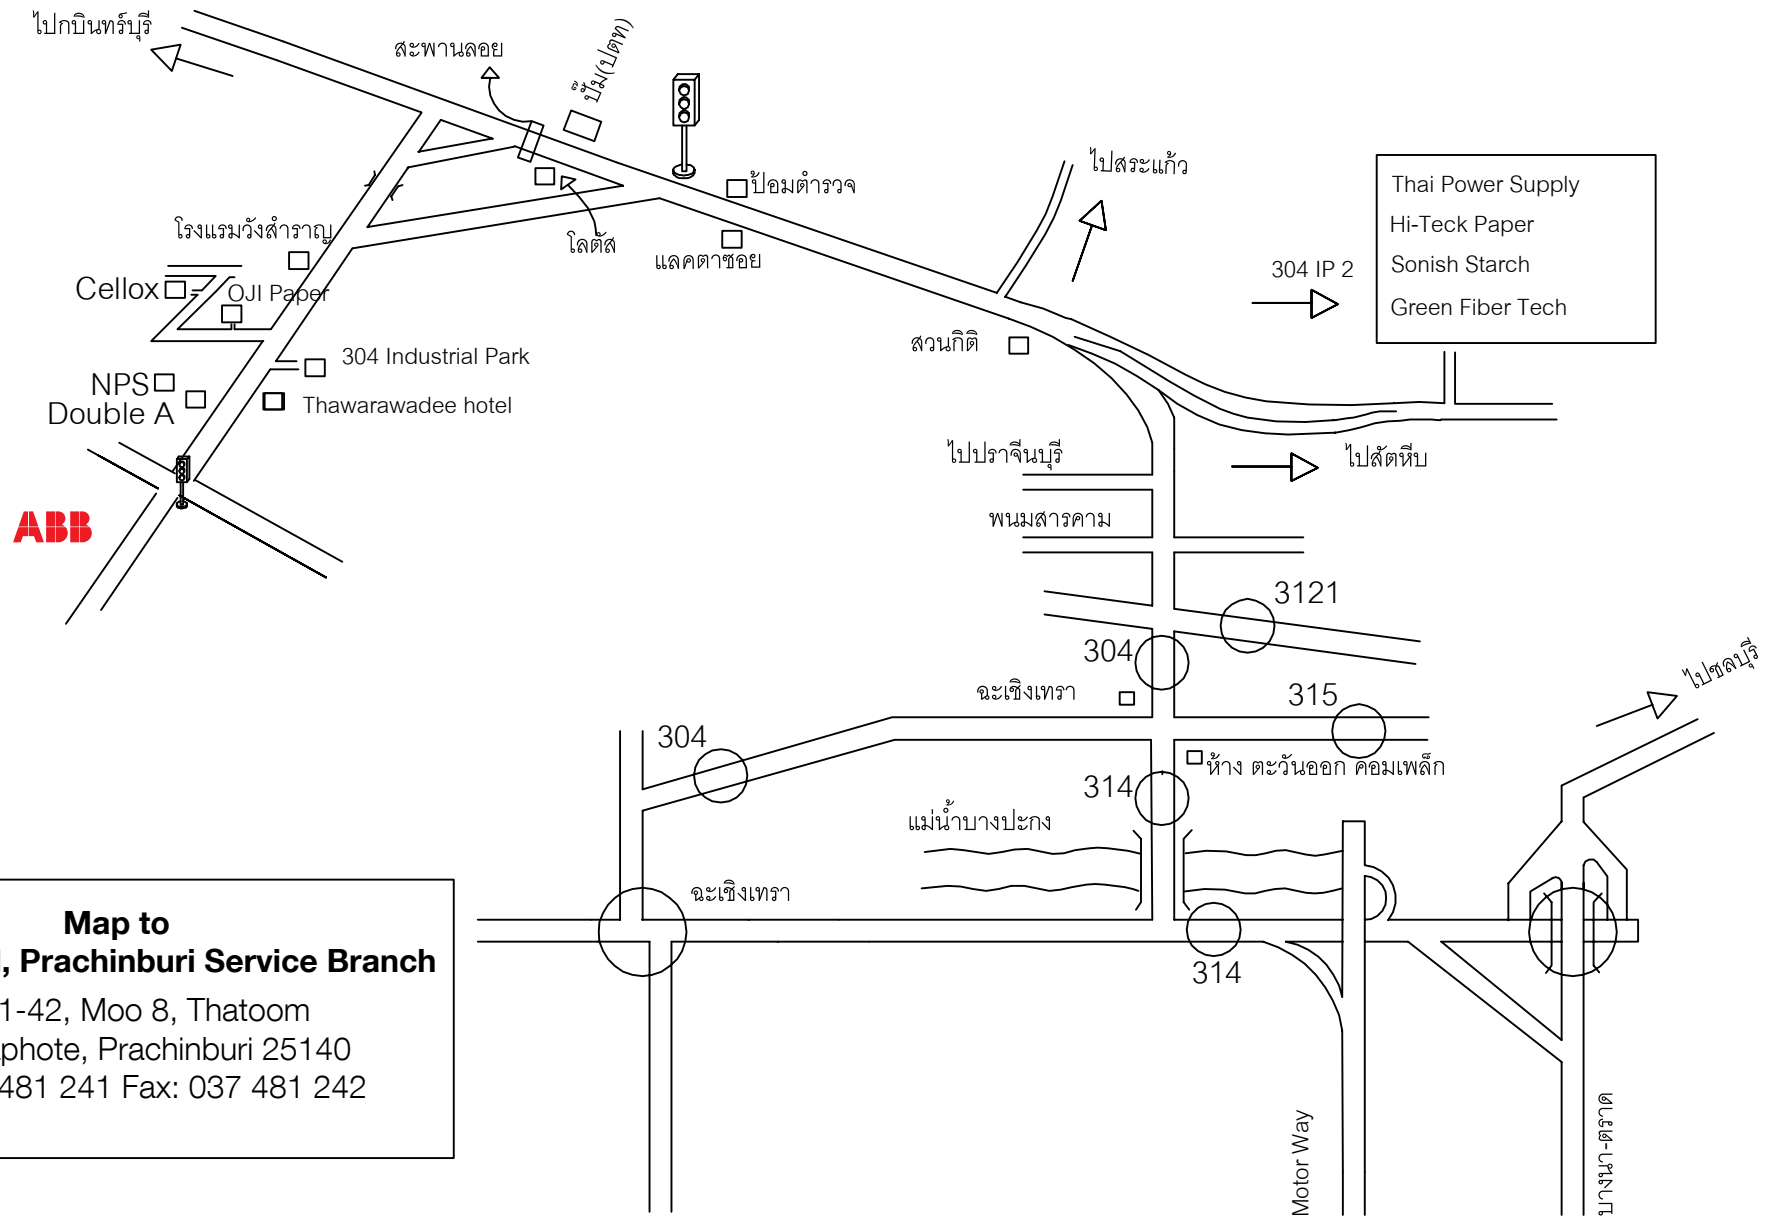 ไปกบินทร์บุรี
สะพานลอย
ปั๊ม(ปตท)
ป้อมตำรวจ
ไปสระแก้ว
Thai Power Supply
Hi-Teck Paper
Sonish Starch
Green Fiber Tech
304 IP 2
โรงแรมวังสำราญ
โลตัส
แลคตาซอย
Cellox
OJI Paper
สวนกิติ
304 Industrial Park
NPS
Double A
Thawarawadee hotel
ไปปราจีนบุรี
ไปสัตหีบ
ABB
พนมสารคาม
3121
304
ฉะเชิงเทรา
315
ไปชลบุรี
304
ห้าง ตะวันออก คอมเพล็ก
314
แม่น้ำบางปะกง
ฉะเชิงเทรา
314
Map to
, Prachinburi Service Branch
1-42, Moo 8, Thatoom
phote, Prachinburi 25140
481 241 Fax: 037 481 242
Motor Way
บางนา-ตราด